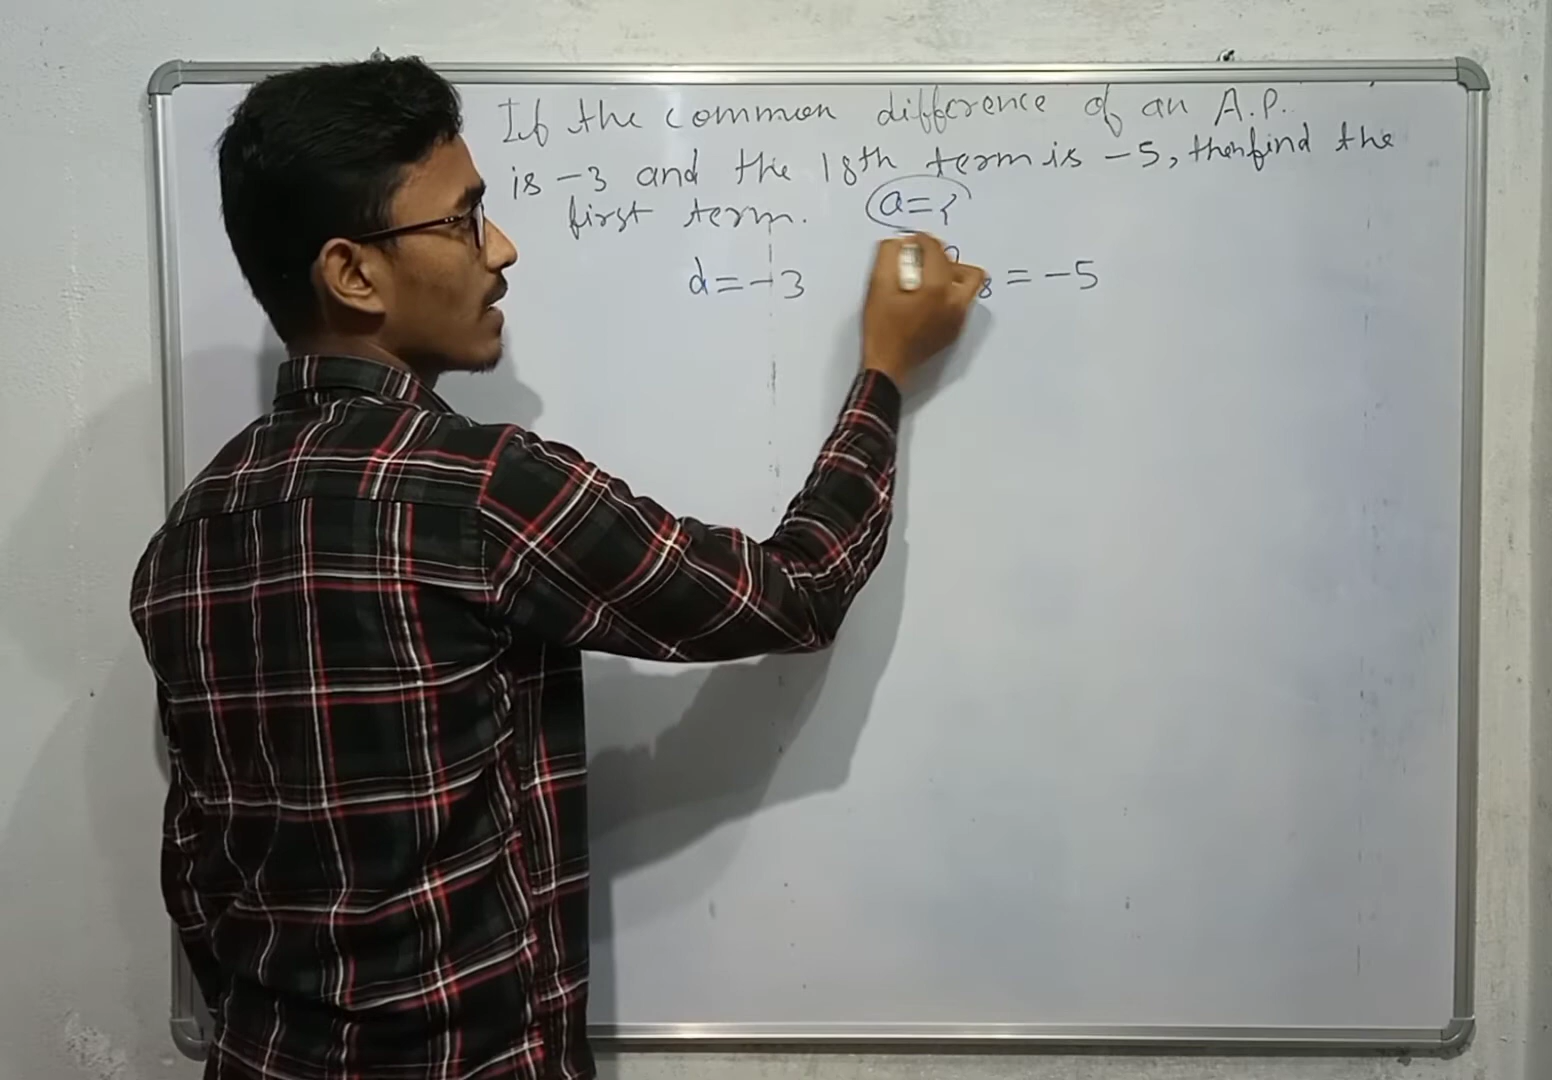 If the common difference of an A.P.
is -3 and the 18th term is -5, then find the
first term. a=?
d=-3 8 = -5